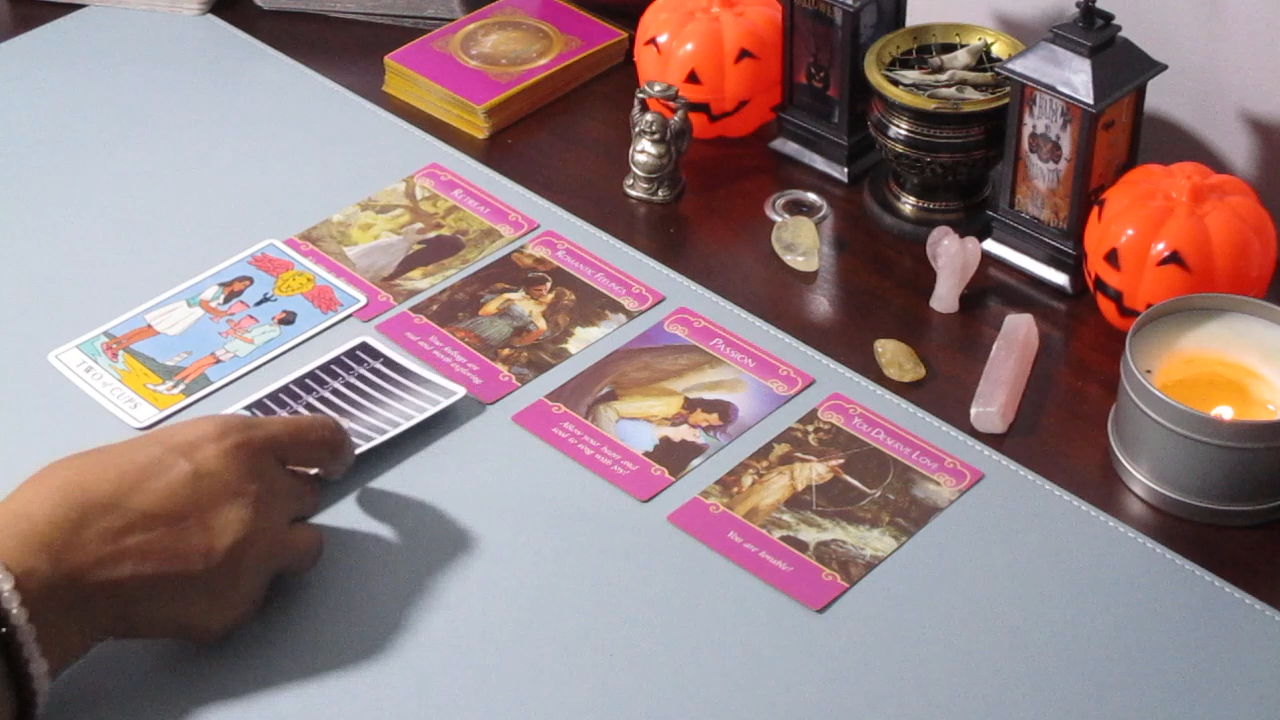 RETREAT
ROMANTIC FEELINGS
Your feelings are
real and worth exploring.
PASSION
Allow your heart and
soul to sing with joy!
YOU DESERVE LOVE
You are lovable!
TWO of CUPS